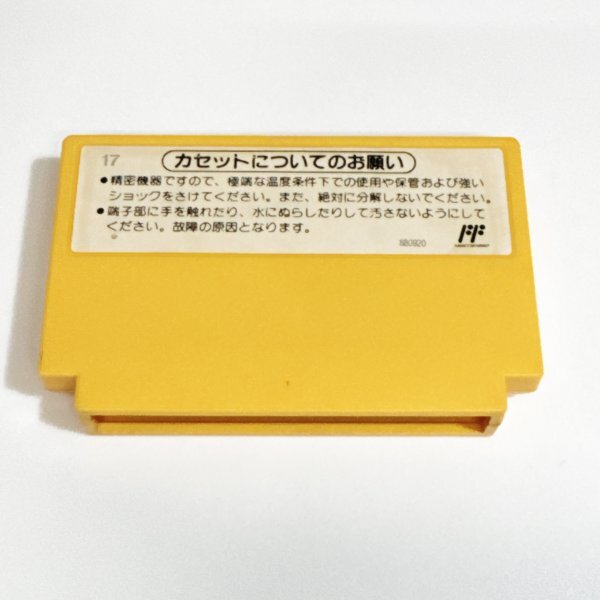 17
カセットについてのお願い
●精密機器ですので、極端な温度条件下での使用や保管および強い
ショックをさけてください。また、絶対に分解しないでください。
●端子部に手を触れたり、水にぬらしたりして汚さないようにして
ください。故障の原因となります。
880920
FF